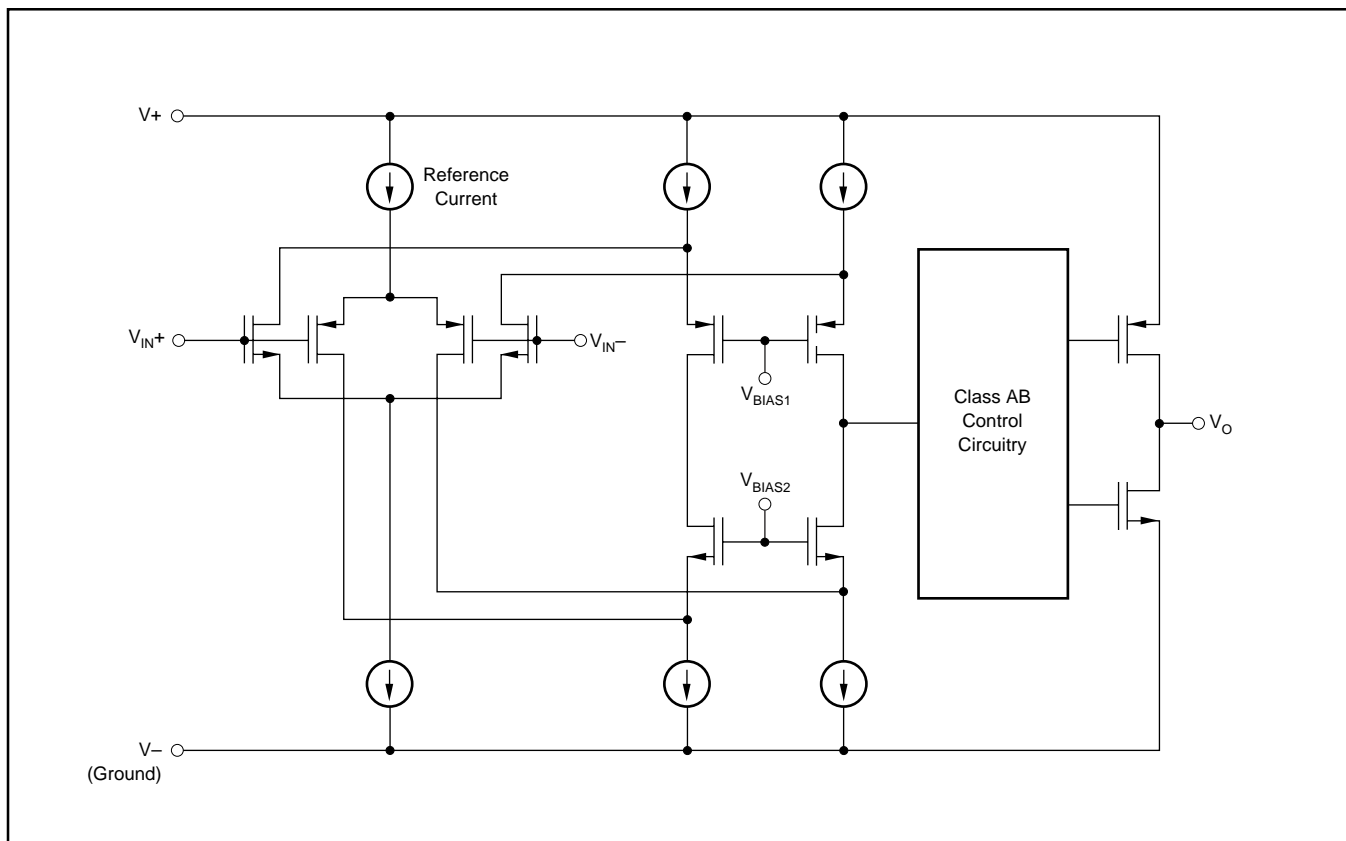 V+
Reference
Current
V_IN+
V_IN–
V_BIAS1
V_BIAS2
Class AB
Control
Circuitry
V_O
V–
(Ground)